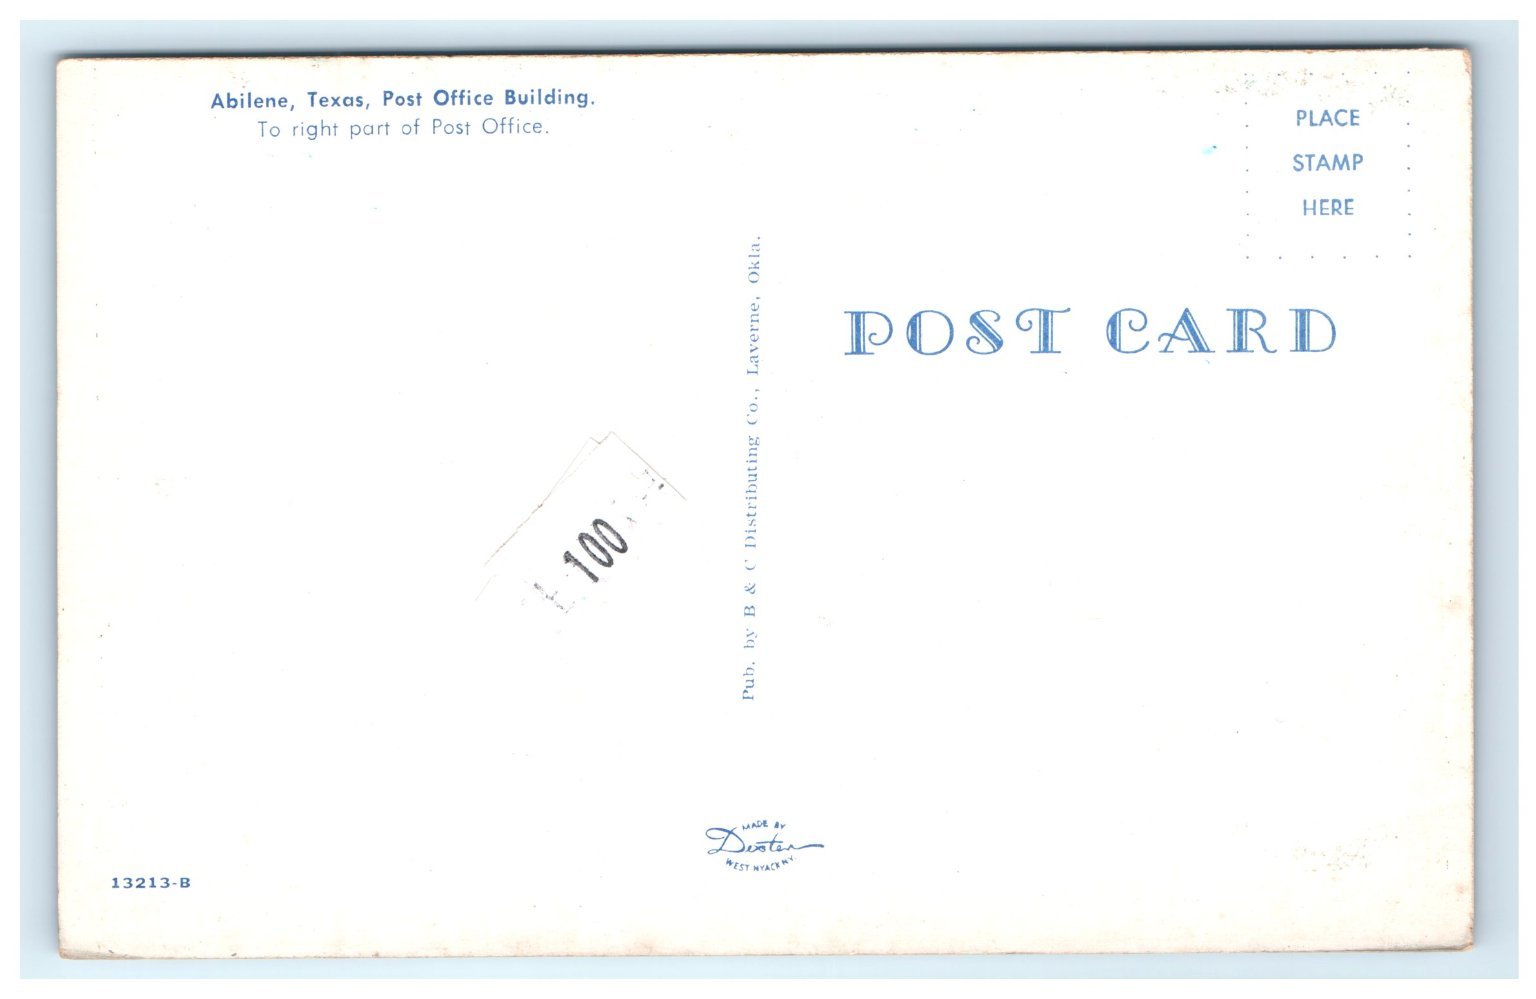 Abilene, Texas, Post Office Building.
To right part of Post Office.
PLACE
STAMP
HERE
POST CARD
Pub. by B & C Distributing Co., Laverne, Okla.
100
MADE BY
Dexter
WEST NYACK N.Y.
13213-B